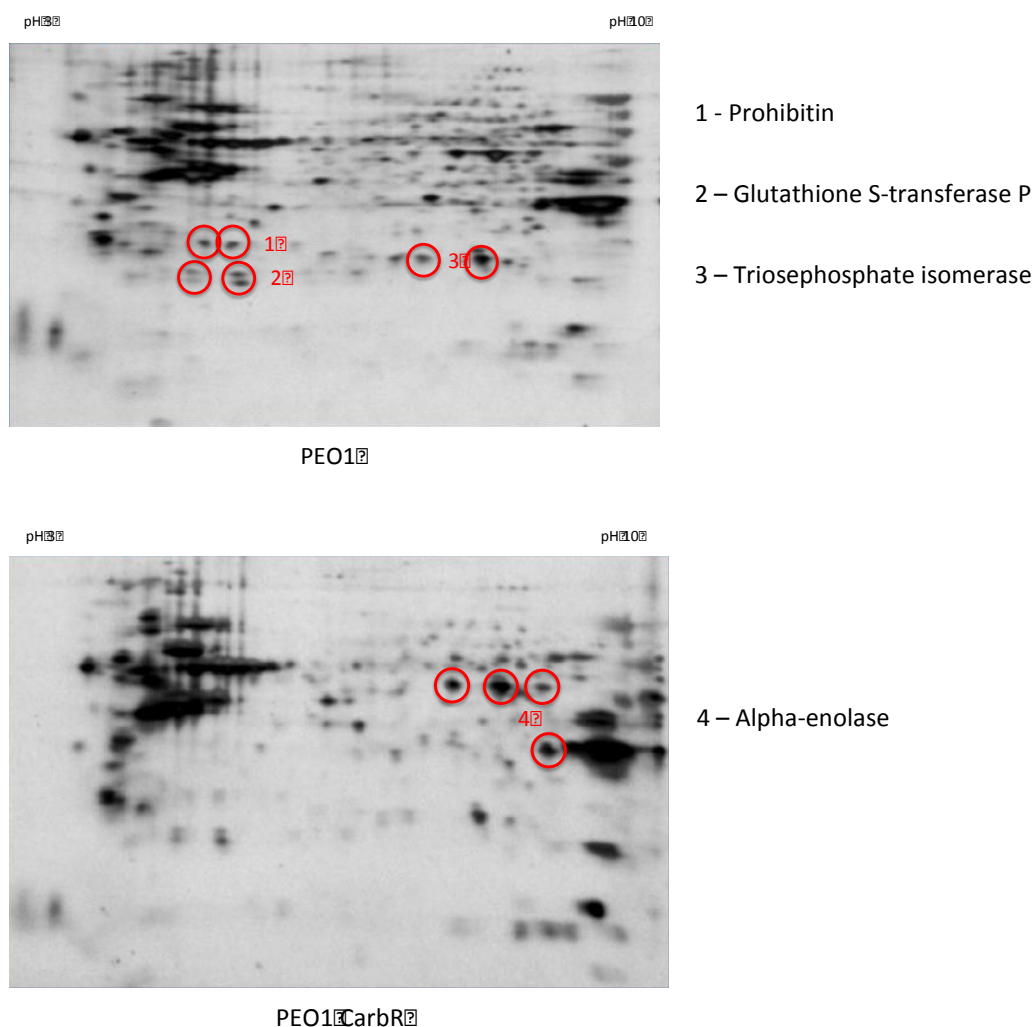 pH 3
pH 10
1 - Prohibitin
2 – Glutathione S-transferase P
1
3
3 – Triosephosphate isomerase
2
PEO1
pH 3
pH 10
4
4 – Alpha-enolase
PEO1 CarbR